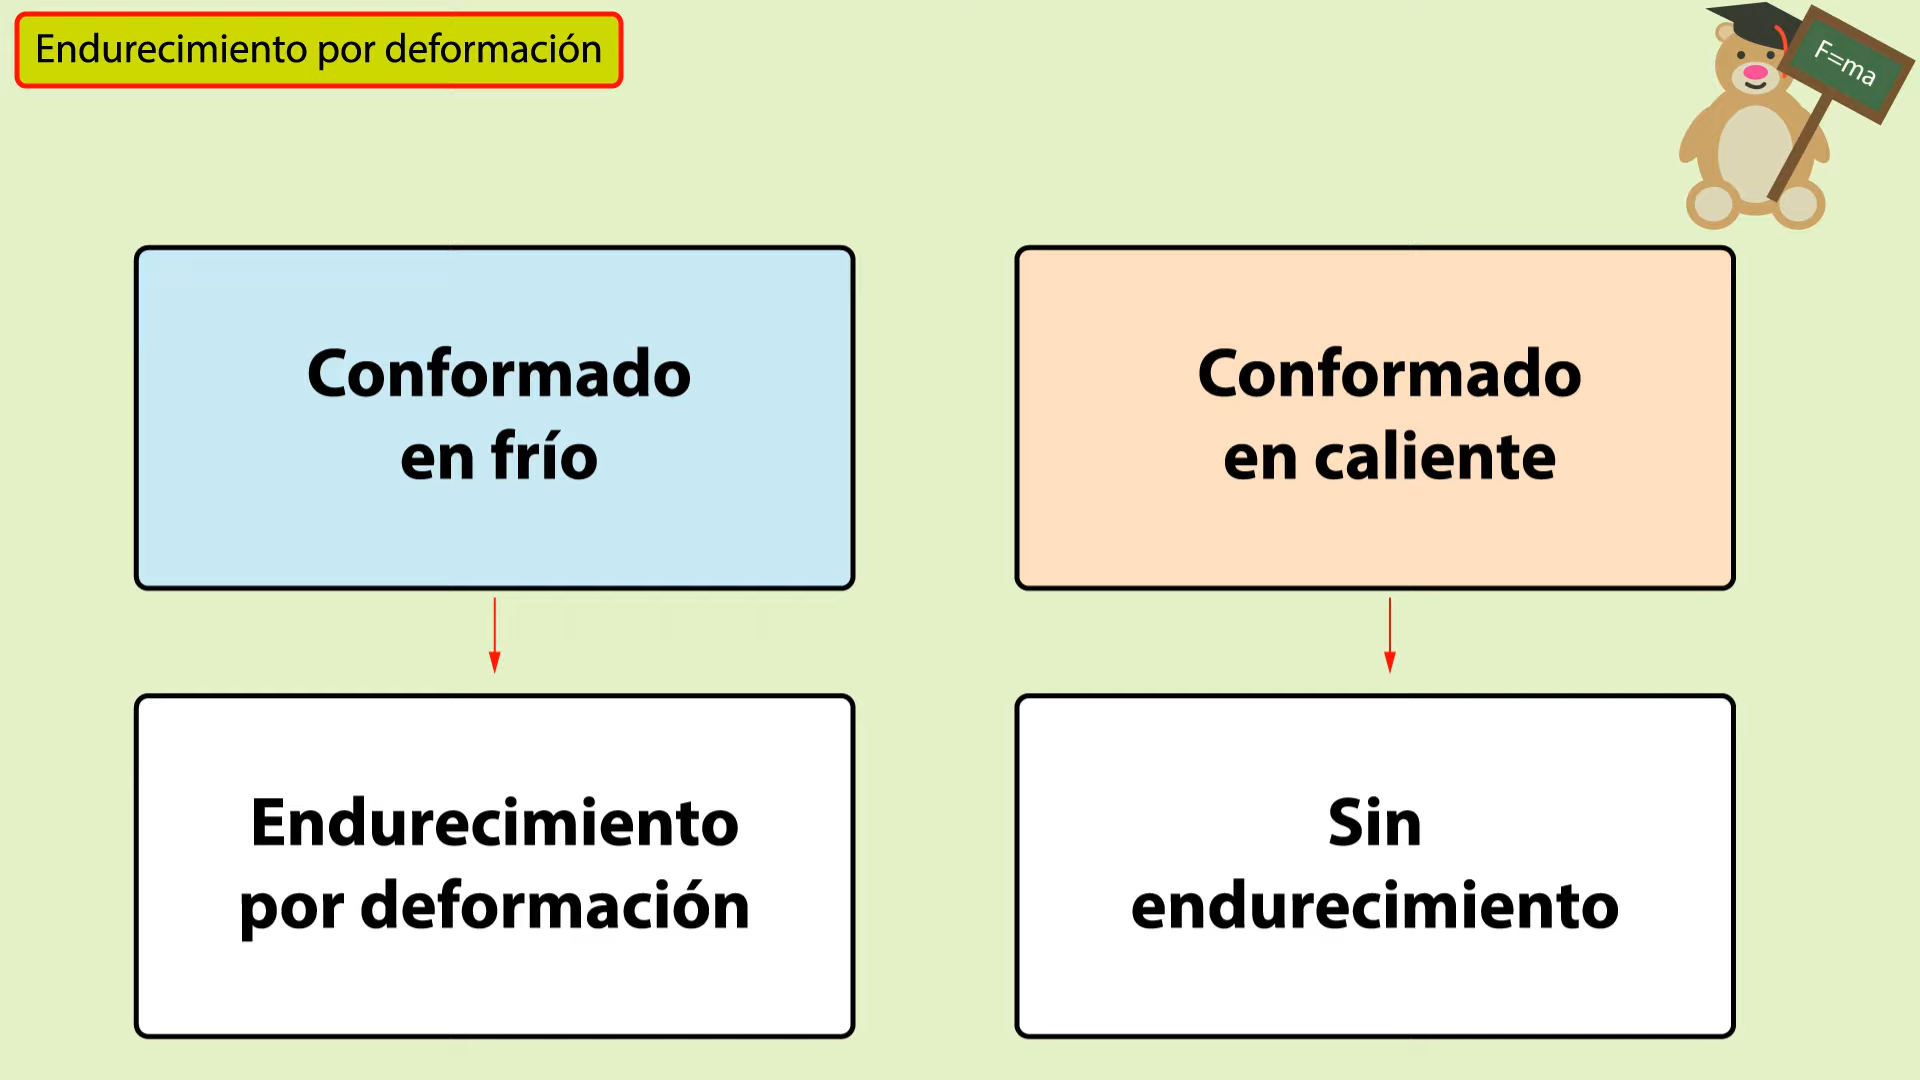 Endurecimiento por deformación
F=ma
Conformado
en frío
Conformado
en caliente
Endurecimiento
por deformación
Sin
endurecimiento